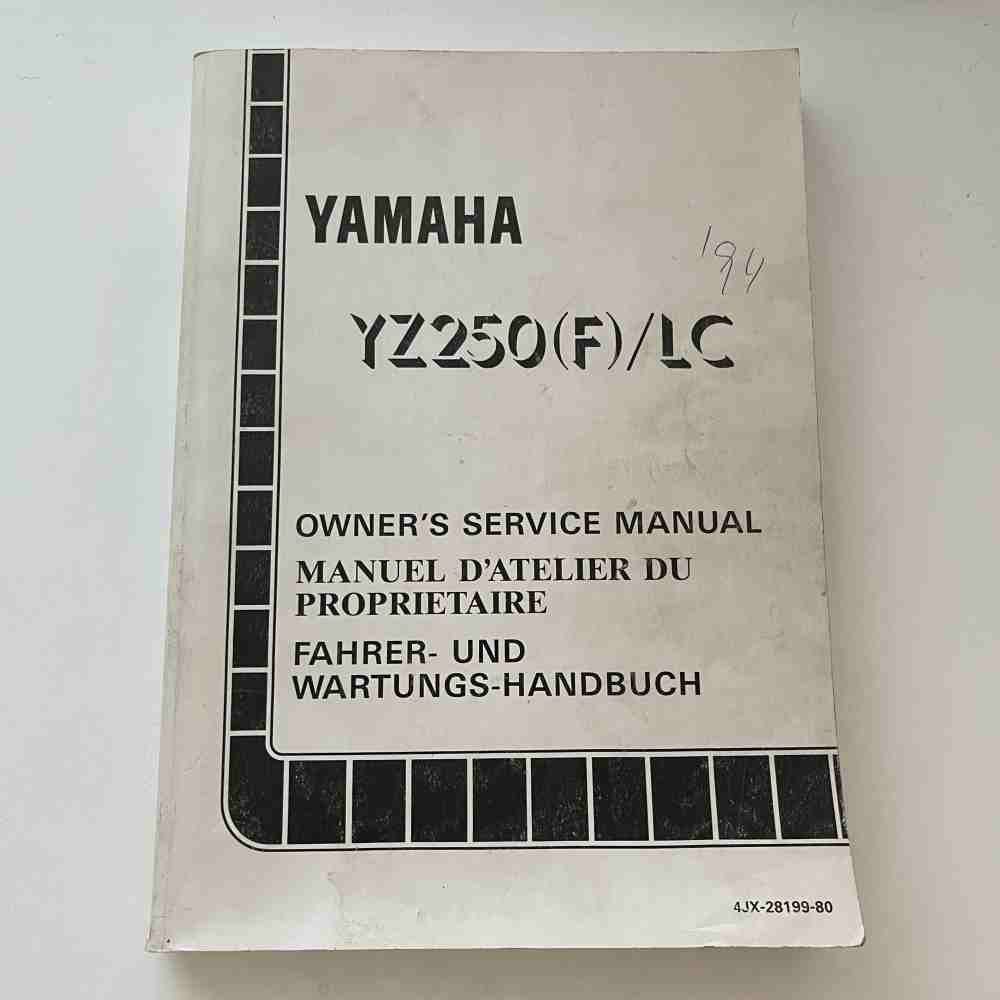 YAMAHA
'94
YZ250(F)/LC
OWNER'S SERVICE MANUAL
MANUEL D'ATELIER DU
PROPRIETAIRE
FAHRER- UND
WARTUNGS-HANDBUCH
4JX-28199-80